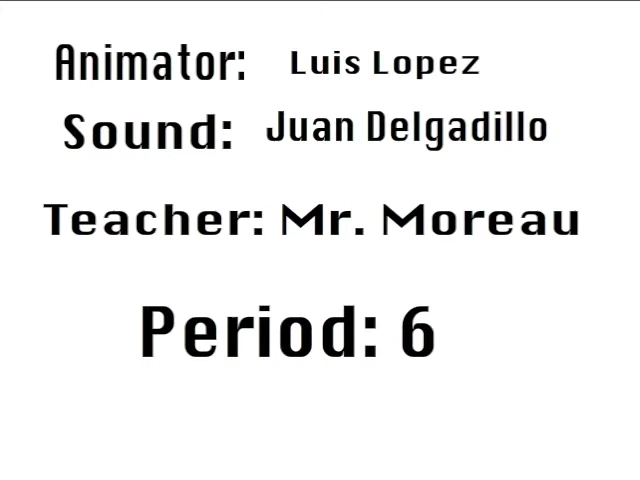 Animator: Luis Lopez
Sound: Juan Delgadillo
Teacher: Mr. Moreau
Period: 6